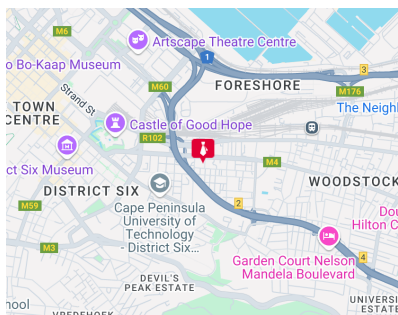 M6
Artscape Theatre Centre
o Bo-Kaap Museum
1
3
M60
FORESHORE
M176
Strand St
TOWN
CENTRE
The Neigh
Castle of Good Hope
R102
M4
ct Six Museum
WOODSTOCK
DISTRICT SIX
M59
Cape Peninsula
University of
Technology
- District Six...
2
Dou
Hilton C
M3
4
Garden Court Nelson
Mandela Boulevard
DEVIL'S
PEAK ESTATE
UNIVERSI
ESTATE
hool
VREDEHOEK